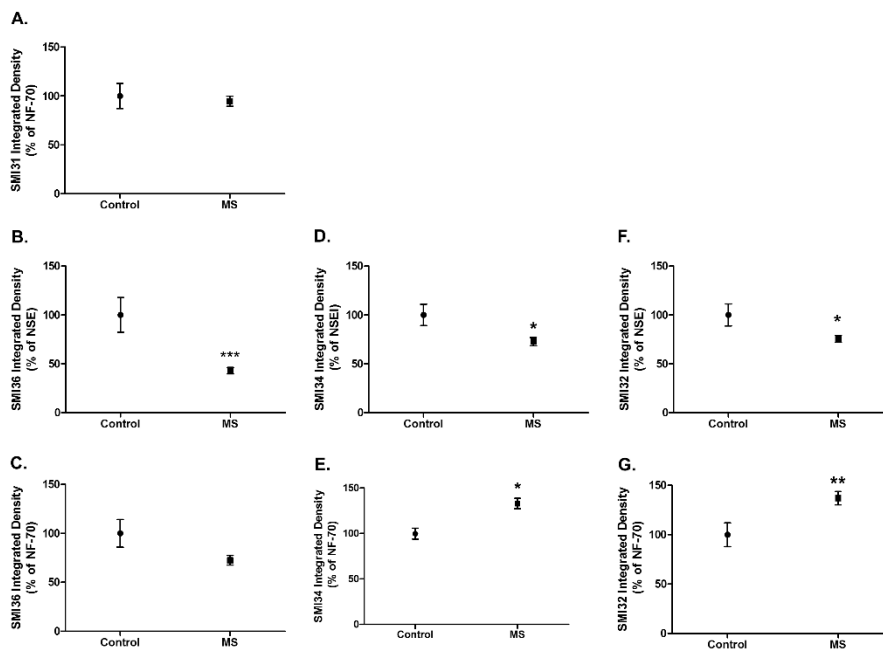 A.
SMI31 Integrated Density
(% of NF-70)
150
100
50
0
Control MS
B.
SMI36 Integrated Density
(% of NSE)
150
100
50
0
***
Control MS
D.
SMI34 Integrated Density
(% of NSEI)
150
100
50
0
*
Control MS
F.
SMI32 Integrated Density
(% of NSE)
150
100
50
0
*
Control MS
C.
SMI36 Integrated Density
(% of NF-70)
150
100
50
0
Control MS
E.
SMI34 Integrated Density
(% of NF-70)
150
100
50
0
*
Control MS
G.
SMI32 Integrated Density
(% of NF-70)
150
100
50
0
**
Control MS